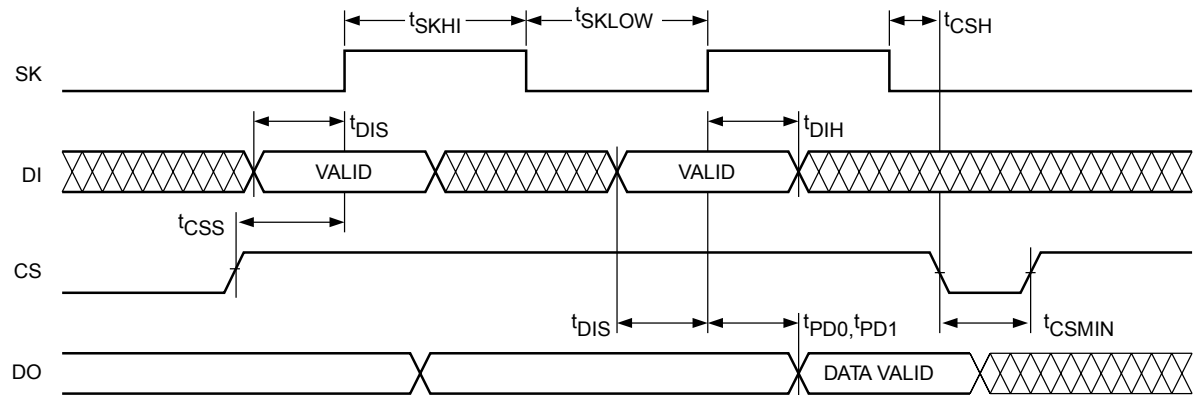 tSKHI tSKLOW tCSH
SK
tDIS tDIH
DI VALID VALID
tCSS
CS
tDIS tPD0,tPD1 tCSMIN
DO DATA VALID